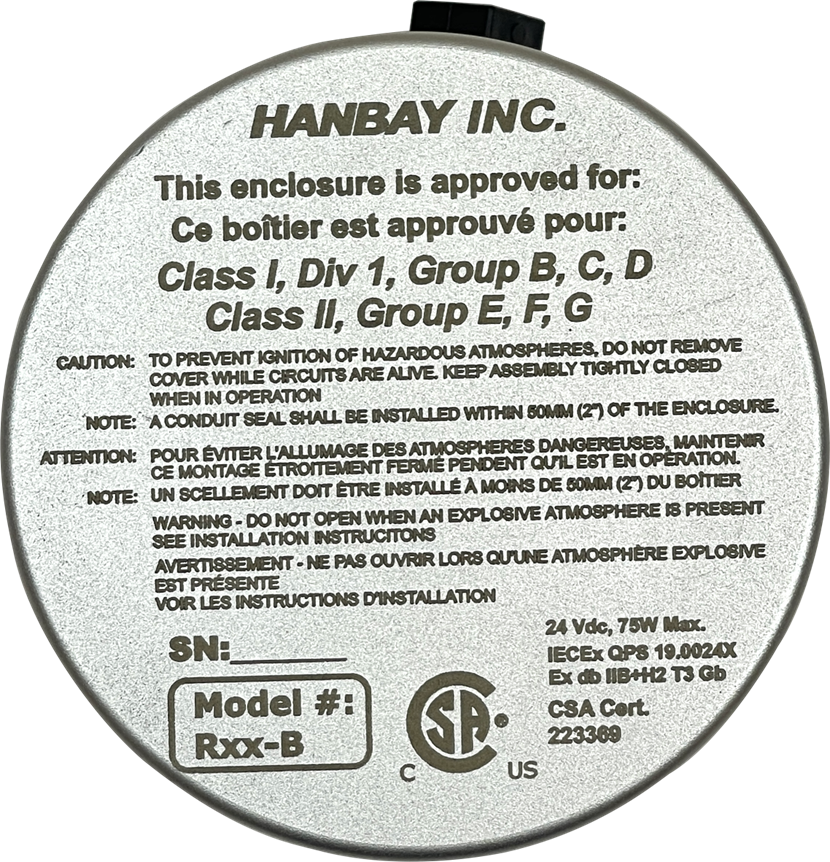 HANBAY INC.
This enclosure is approved for:
Ce boîtier est approuvé pour:
Class I, Div 1, Group B, C, D
Class II, Group E, F, G
CAUTION: TO PREVENT IGNITION OF HAZARDOUS ATMOSPHERES, DO NOT REMOVE
COVER WHILE CIRCUITS ARE ALIVE. KEEP ASSEMBLY TIGHTLY CLOSED
WHEN IN OPERATION
NOTE: A CONDUIT SEAL SHALL BE INSTALLED WITHIN 50MM (2") OF THE ENCLOSURE.
ATTENTION: POUR ÉVITER L'ALLUMAGE DES ATMOSPHERES DANGEREUSES, MAINTENIR
CE MONTAGE ÉTROITEMENT FERMÉ PENDENT QU'IL EST EN OPÉRATION.
NOTE: UN SCELLEMENT DOIT ÊTRE INSTALLÉ À MOINS DE 50MM (2") DU BOÎTIER
WARNING - DO NOT OPEN WHEN AN EXPLOSIVE ATMOSPHERE IS PRESENT
SEE INSTALLATION INSTRUCITONS
AVERTISSEMENT - NE PAS OUVRIR LORS QU'UNE ATMOSPHÈRE EXPLOSIVE
EST PRÉSENTE
VOIR LES INSTRUCTIONS D'INSTALLATION
SN:________
Model #:
Rxx-B
CSA®
C US
24 Vdc, 75W Max.
IECEx QPS 19.0024X
Ex db IIB+H2 T3 Gb
CSA Cert.
223369